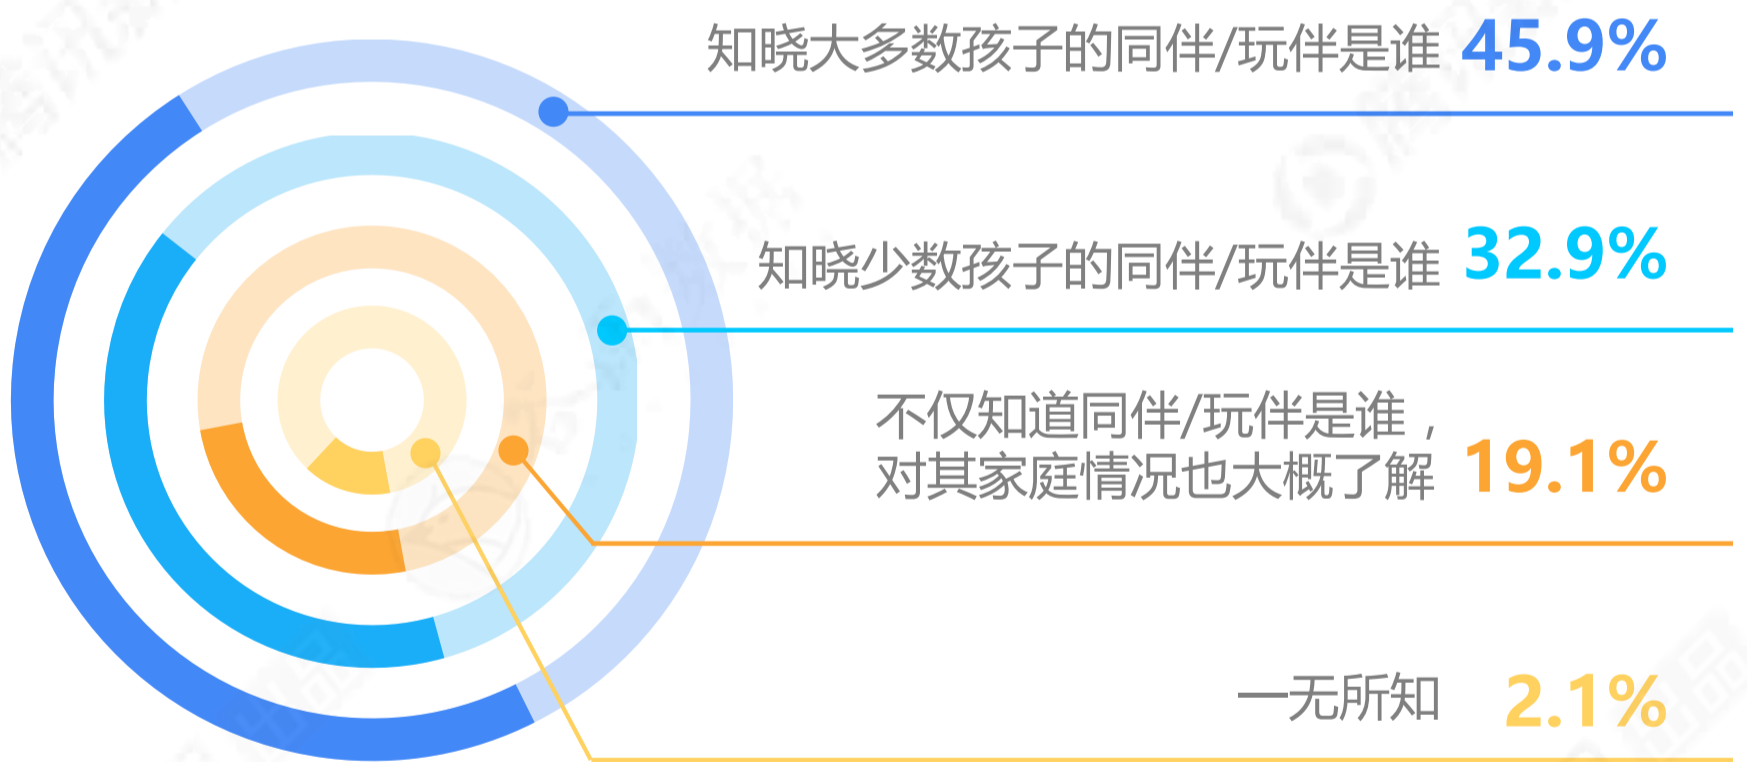 知晓大多数孩子的同伴/玩伴是谁 45.9%
知晓少数孩子的同伴/玩伴是谁 32.9%
不仅知道同伴/玩伴是谁，
对其家庭情况也大概了解 19.1%
一无所知 2.1%